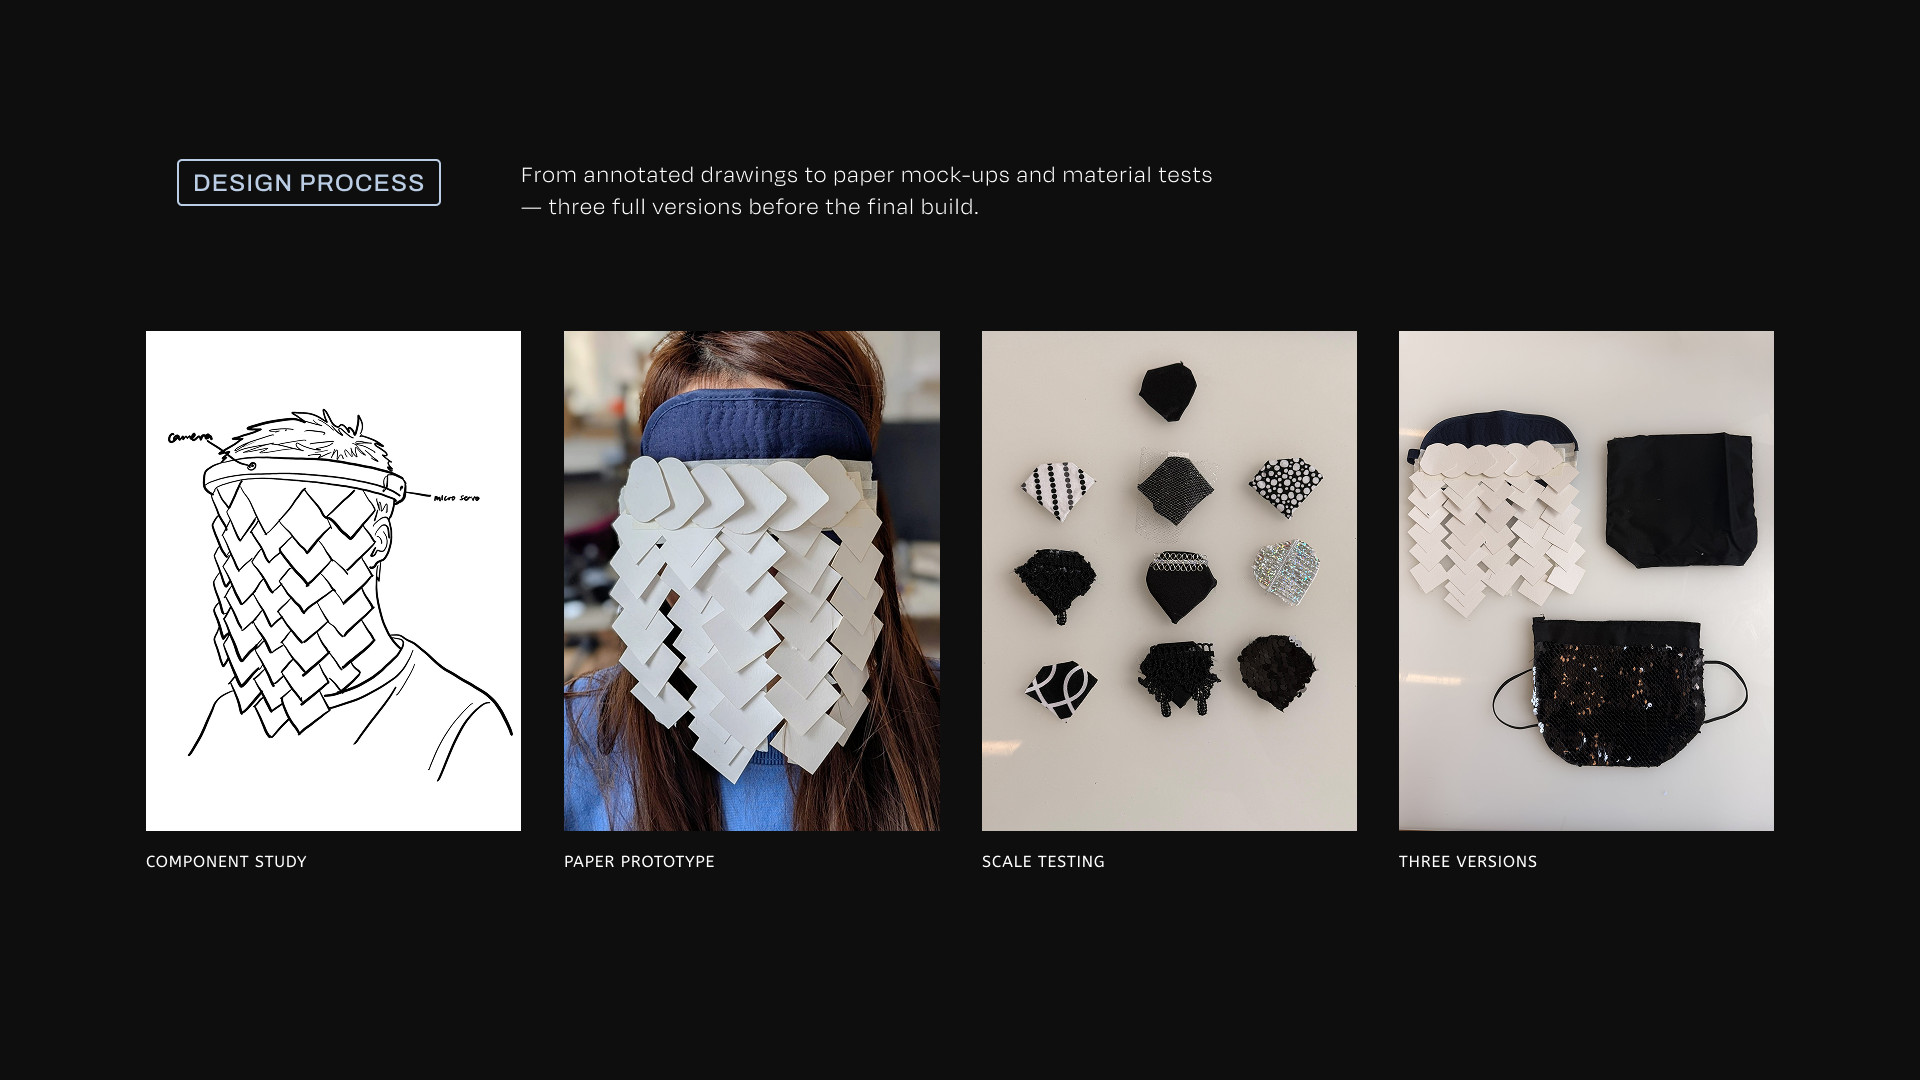 DESIGN PROCESS
From annotated drawings to paper mock-ups and material tests
— three full versions before the final build.
camera
micro servo
COMPONENT STUDY
PAPER PROTOTYPE
SCALE TESTING
THREE VERSIONS